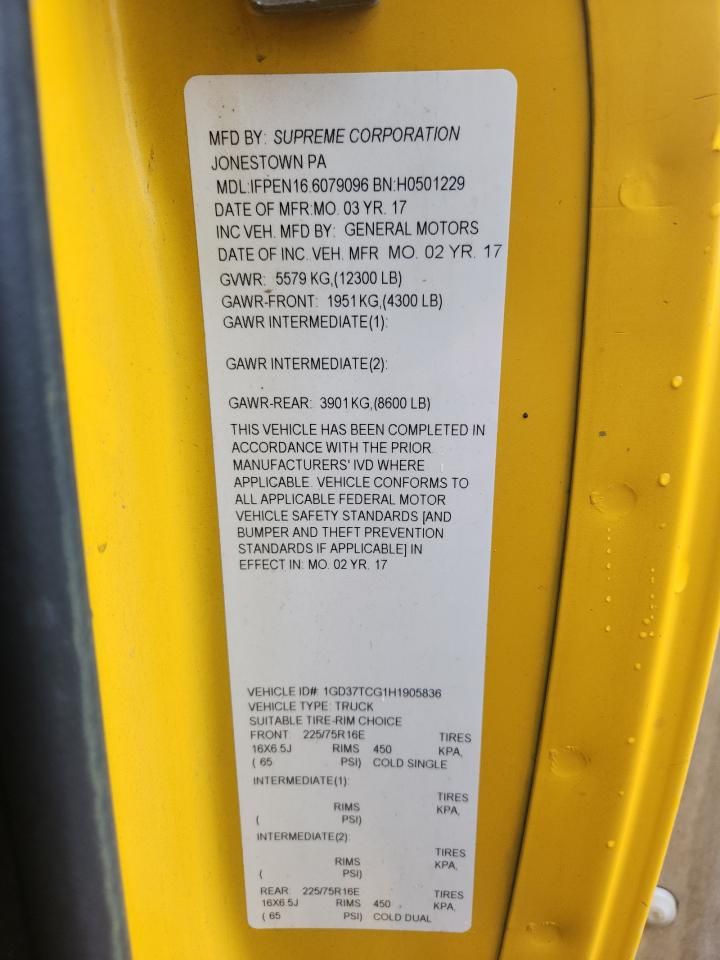 MFD BY: SUPREME CORPORATION
JONESTOWN PA
MDL:IFPEN16.6079096 BN:H0501229
DATE OF MFR:MO. 03 YR. 17
INC VEH. MFD BY: GENERAL MOTORS
DATE OF INC. VEH. MFR MO. 02 YR. 17
GVWR: 5579 KG,(12300 LB)
GAWR-FRONT: 1951KG,(4300 LB)
GAWR INTERMEDIATE(1):
GAWR INTERMEDIATE(2):
GAWR-REAR: 3901KG,(8600 LB)
THIS VEHICLE HAS BEEN COMPLETED IN
ACCORDANCE WITH THE PRIOR
MANUFACTURERS' IVD WHERE
APPLICABLE. VEHICLE CONFORMS TO
ALL APPLICABLE FEDERAL MOTOR
VEHICLE SAFETY STANDARDS [AND
BUMPER AND THEFT PREVENTION
STANDARDS IF APPLICABLE] IN
EFFECT IN: MO. 02 YR. 17
VEHICLE ID#: 1GD37TCG1H1905836
VEHICLE TYPE: TRUCK
SUITABLE TIRE-RIM CHOICE
FRONT: 225/75R16E TIRES
16X6.5J RIMS 450 KPA,
( 65 PSI) COLD SINGLE
INTERMEDIATE(1):
TIRES
RIMS KPA,
( PSI)
INTERMEDIATE(2):
TIRES
RIMS KPA,
( PSI)
REAR: 225/75R16E TIRES
16X6.5J RIMS 450 KPA,
( 65 PSI) COLD DUAL